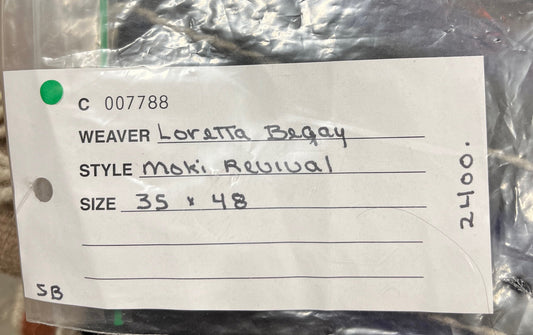 C 007788
WEAVER Loretta Begay
STYLE Moki Revival
SIZE 35 x 48
2400.
SB